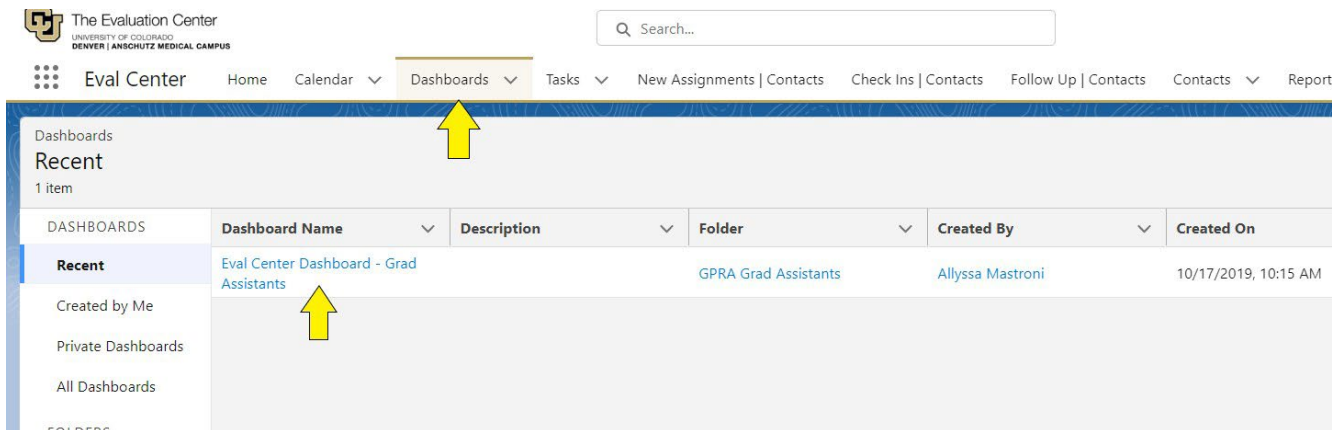 The Evaluation Center
UNIVERSITY OF COLORADO
DENVER | ANSCHUTZ MEDICAL CAMPUS
Search...
Eval Center Home Calendar Dashboards Tasks New Assignments | Contacts Check Ins | Contacts Follow Up | Contacts Contacts Report
Dashboards
Recent
1 item
DASHBOARDS Dashboard Name Description Folder Created By Created On
Recent Eval Center Dashboard - Grad GPRA Grad Assistants Allyssa Mastroni 10/17/2019, 10:15 AM
Assistants
Created by Me
Private Dashboards
All Dashboards
FOLDERS